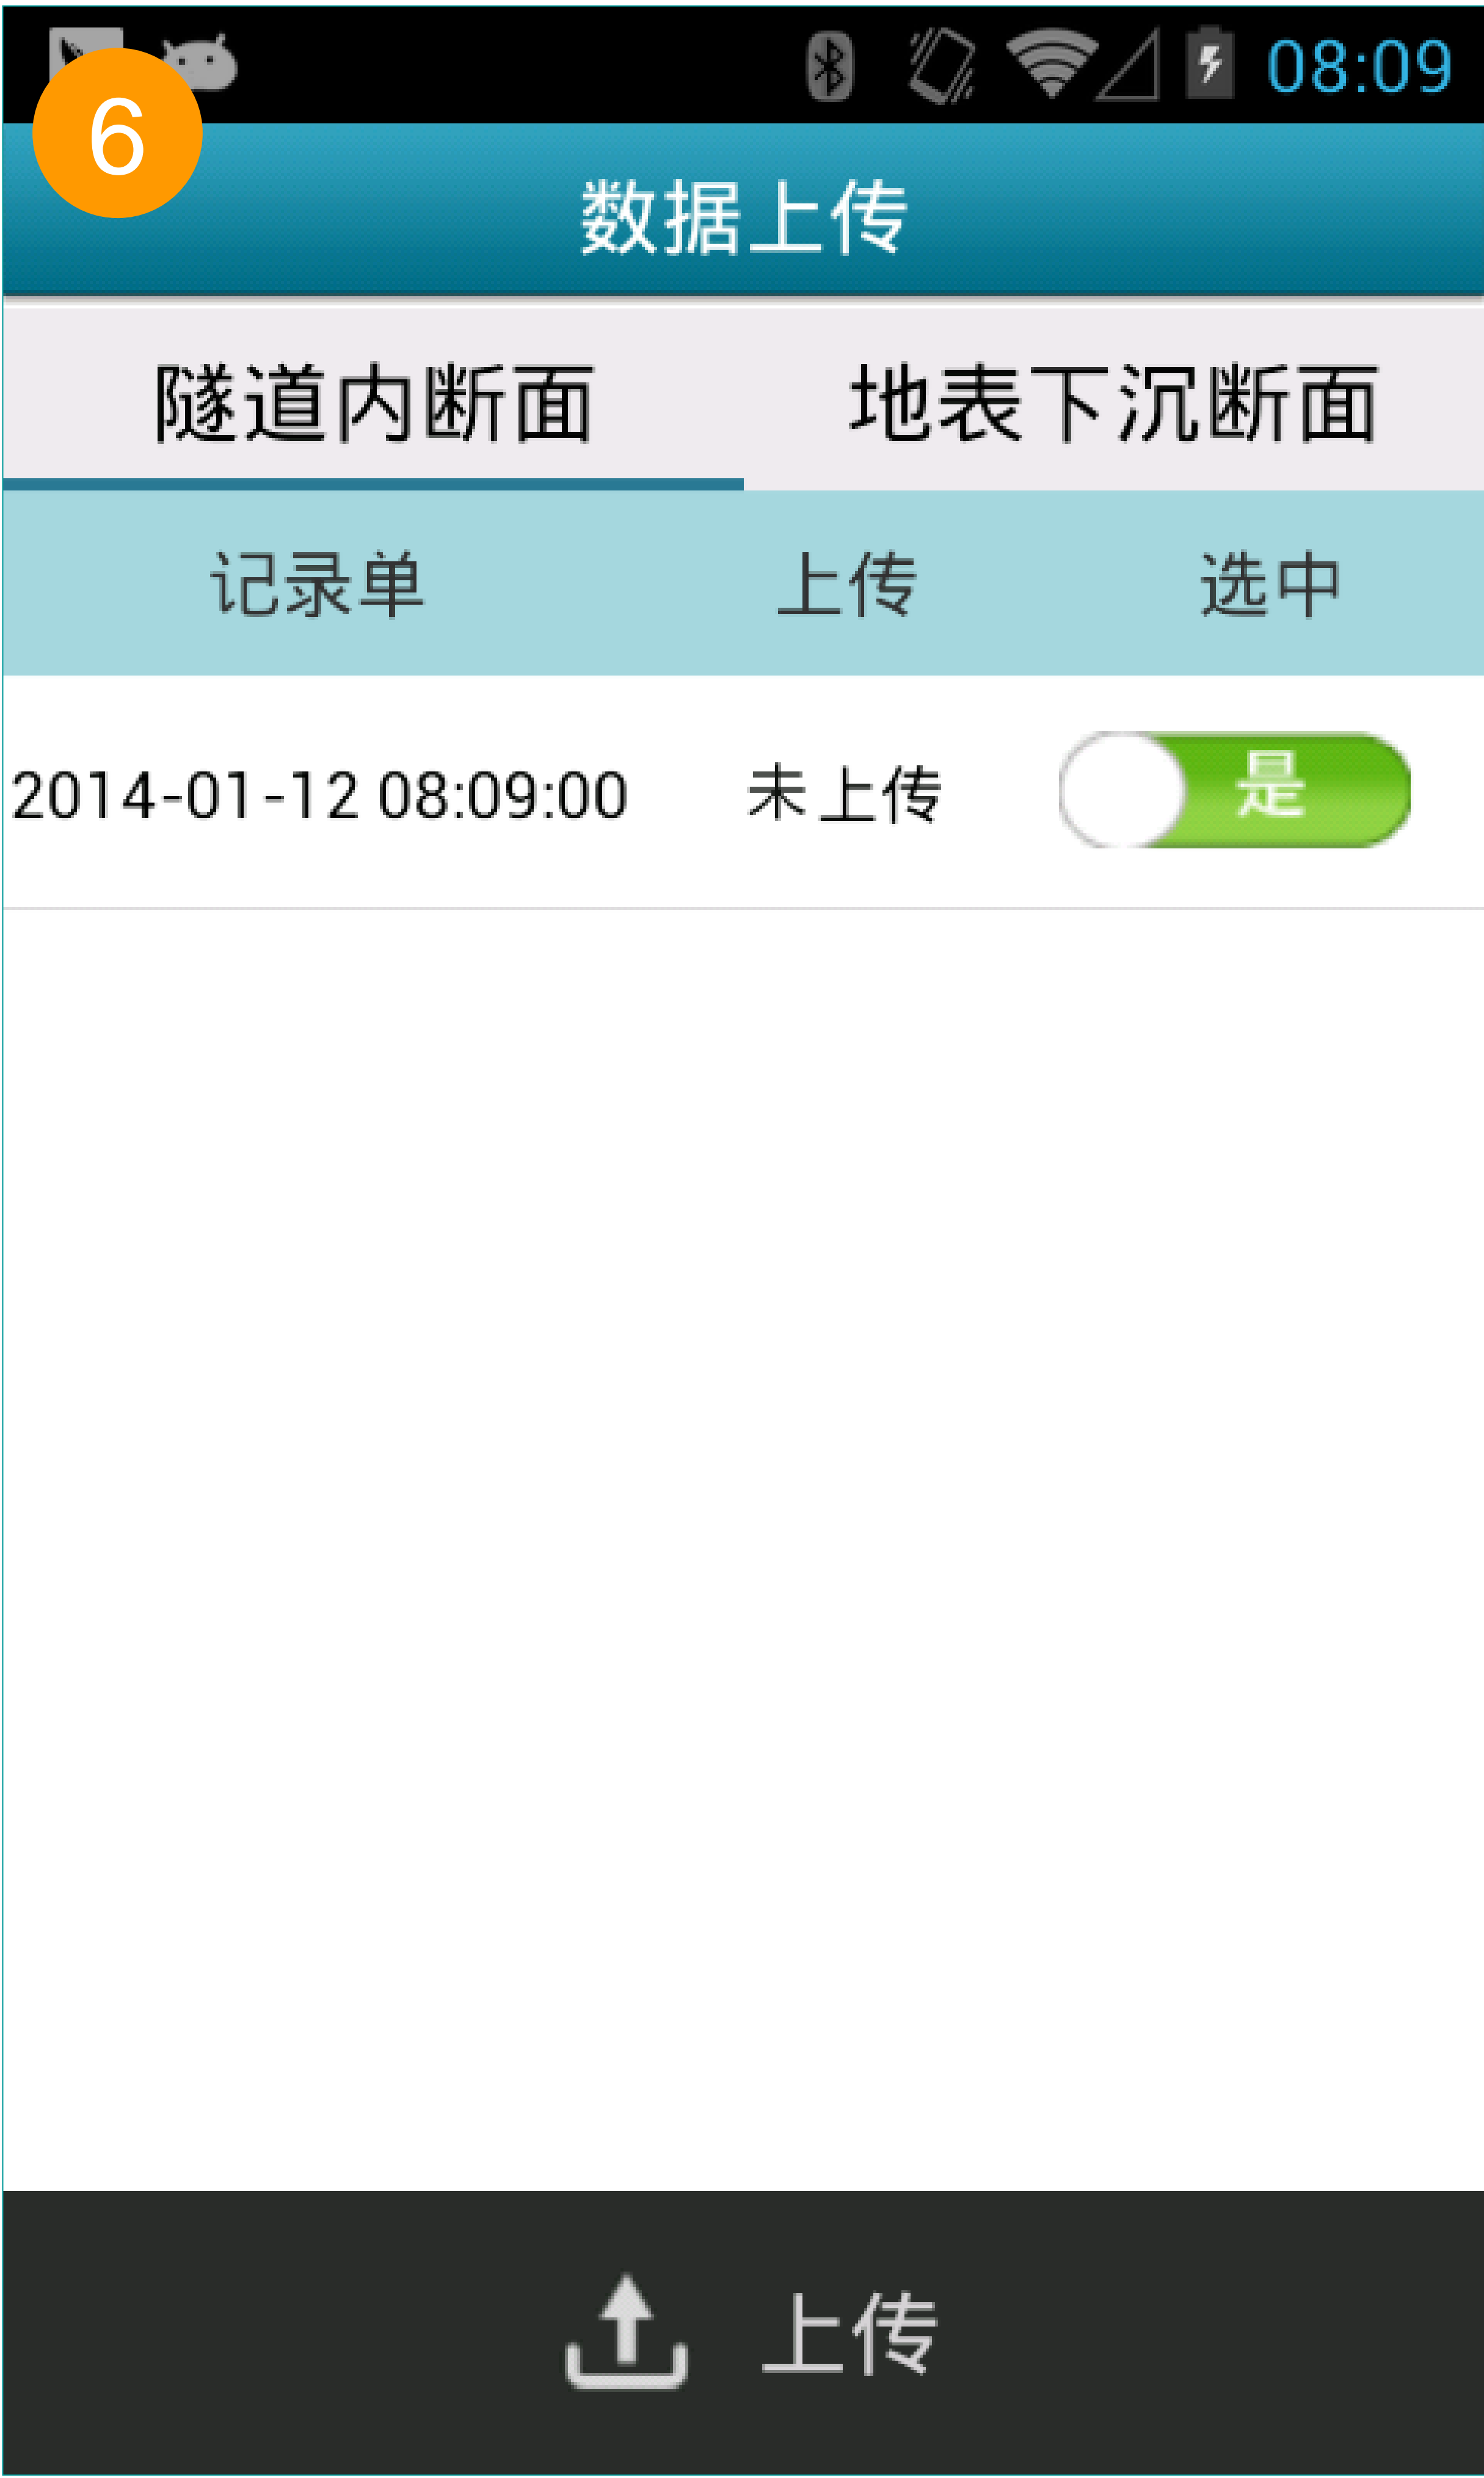 08:09
6
数据上传
隧道内断面 地表下沉断面
记录单 上传 选中
2014-01-12 08:09:00 未上传 是
上传